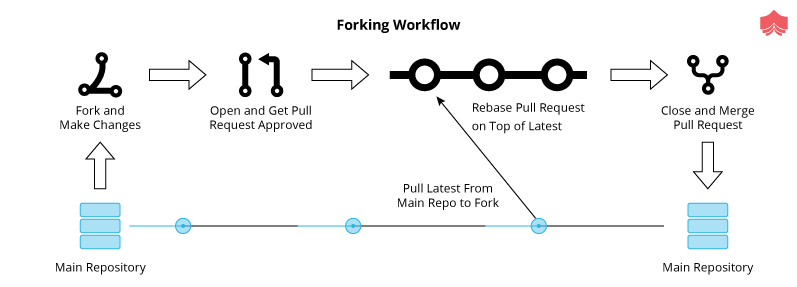 Forking Workflow
Fork and
Make Changes
Open and Get Pull
Request Approved
Rebase Pull Request
on Top of Latest
Close and Merge
Pull Request
Pull Latest From
Main Repo to Fork
Main Repository
Main Repository